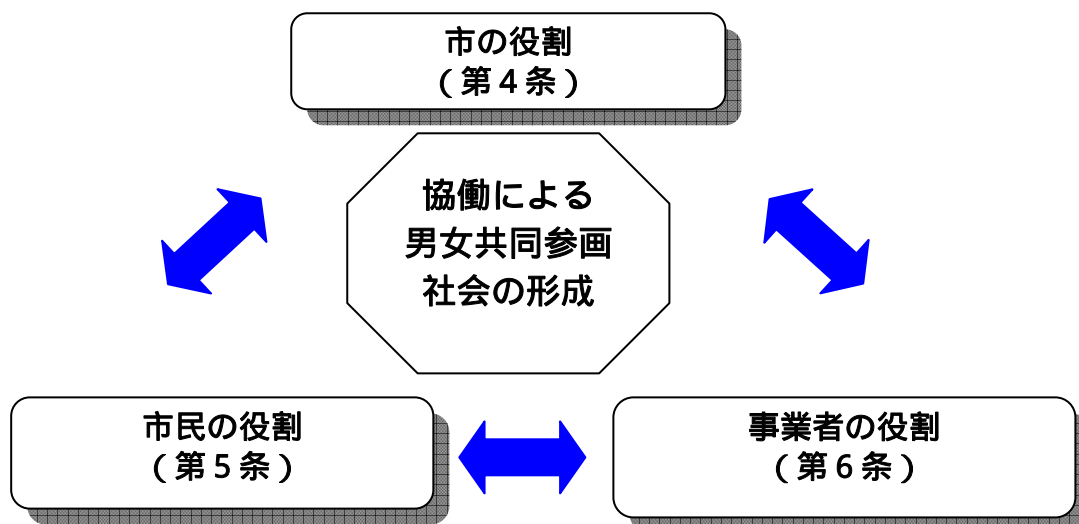 市の役割
（第４条）
協働による
男女共同参画
社会の形成
市民の役割
（第５条）
事業者の役割
（第６条）